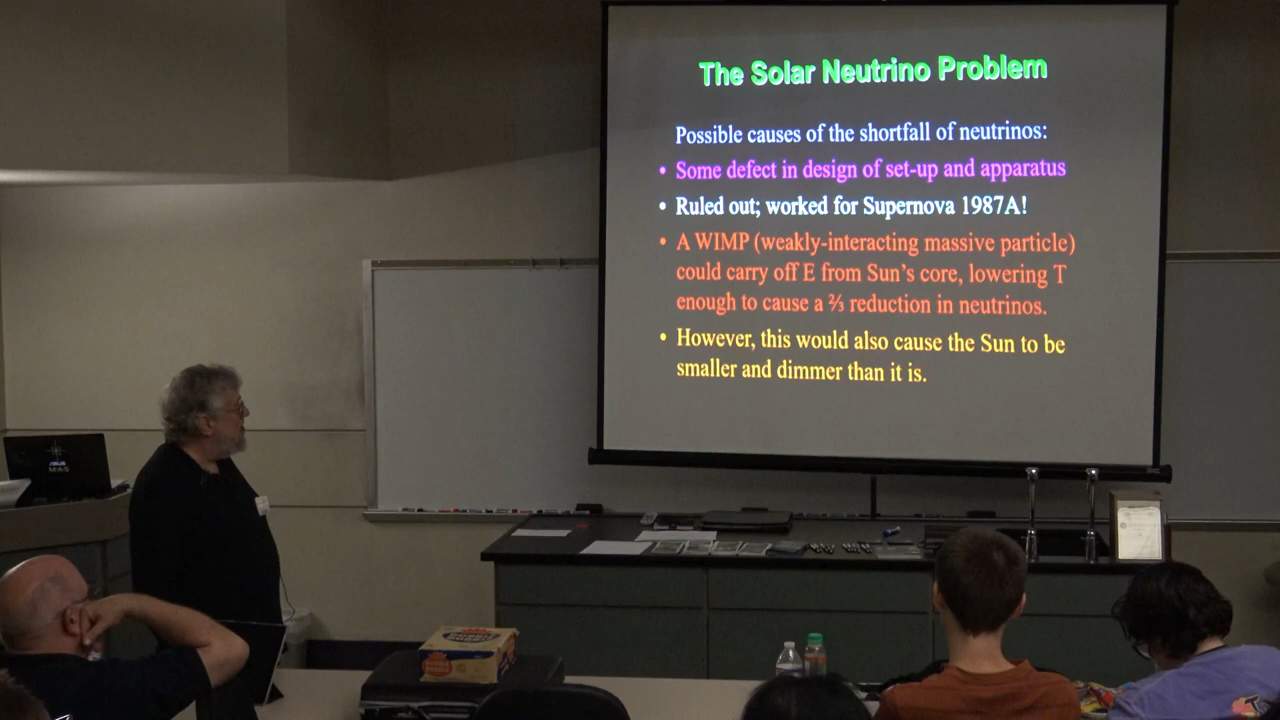 The Solar Neutrino Problem
Possible causes of the shortfall of neutrinos:
• Some defect in design of set-up and apparatus
• Ruled out; worked for Supernova 1987A!
• A WIMP (weakly-interacting massive particle)
could carry off E from Sun's core, lowering T
enough to cause a ⅔ reduction in neutrinos.
• However, this would also cause the Sun to be
smaller and dimmer than it is.
ASUS